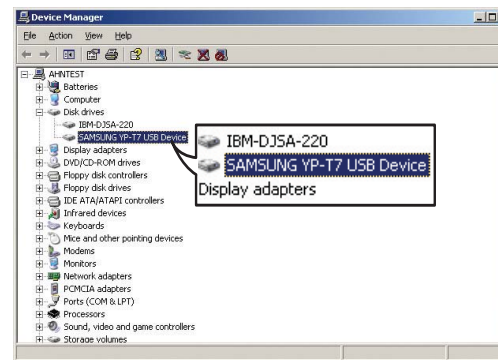 Device Manager
File Action View Help
AHNTEST
Batteries
Computer
Disk drives
IBM-DJSA-220
SAMSUNG YP-T7 USB Device
Display adapters
DVD/CD-ROM drives
Floppy disk controllers
Floppy disk drives
IDE ATA/ATAPI controllers
Infrared devices
Keyboards
Mice and other pointing devices
Modems
Monitors
Network adapters
PCMCIA adapters
Ports (COM & LPT)
Processors
Sound, video and game controllers
Storage volumes
IBM-DJSA-220
SAMSUNG YP-T7 USB Device
Display adapters